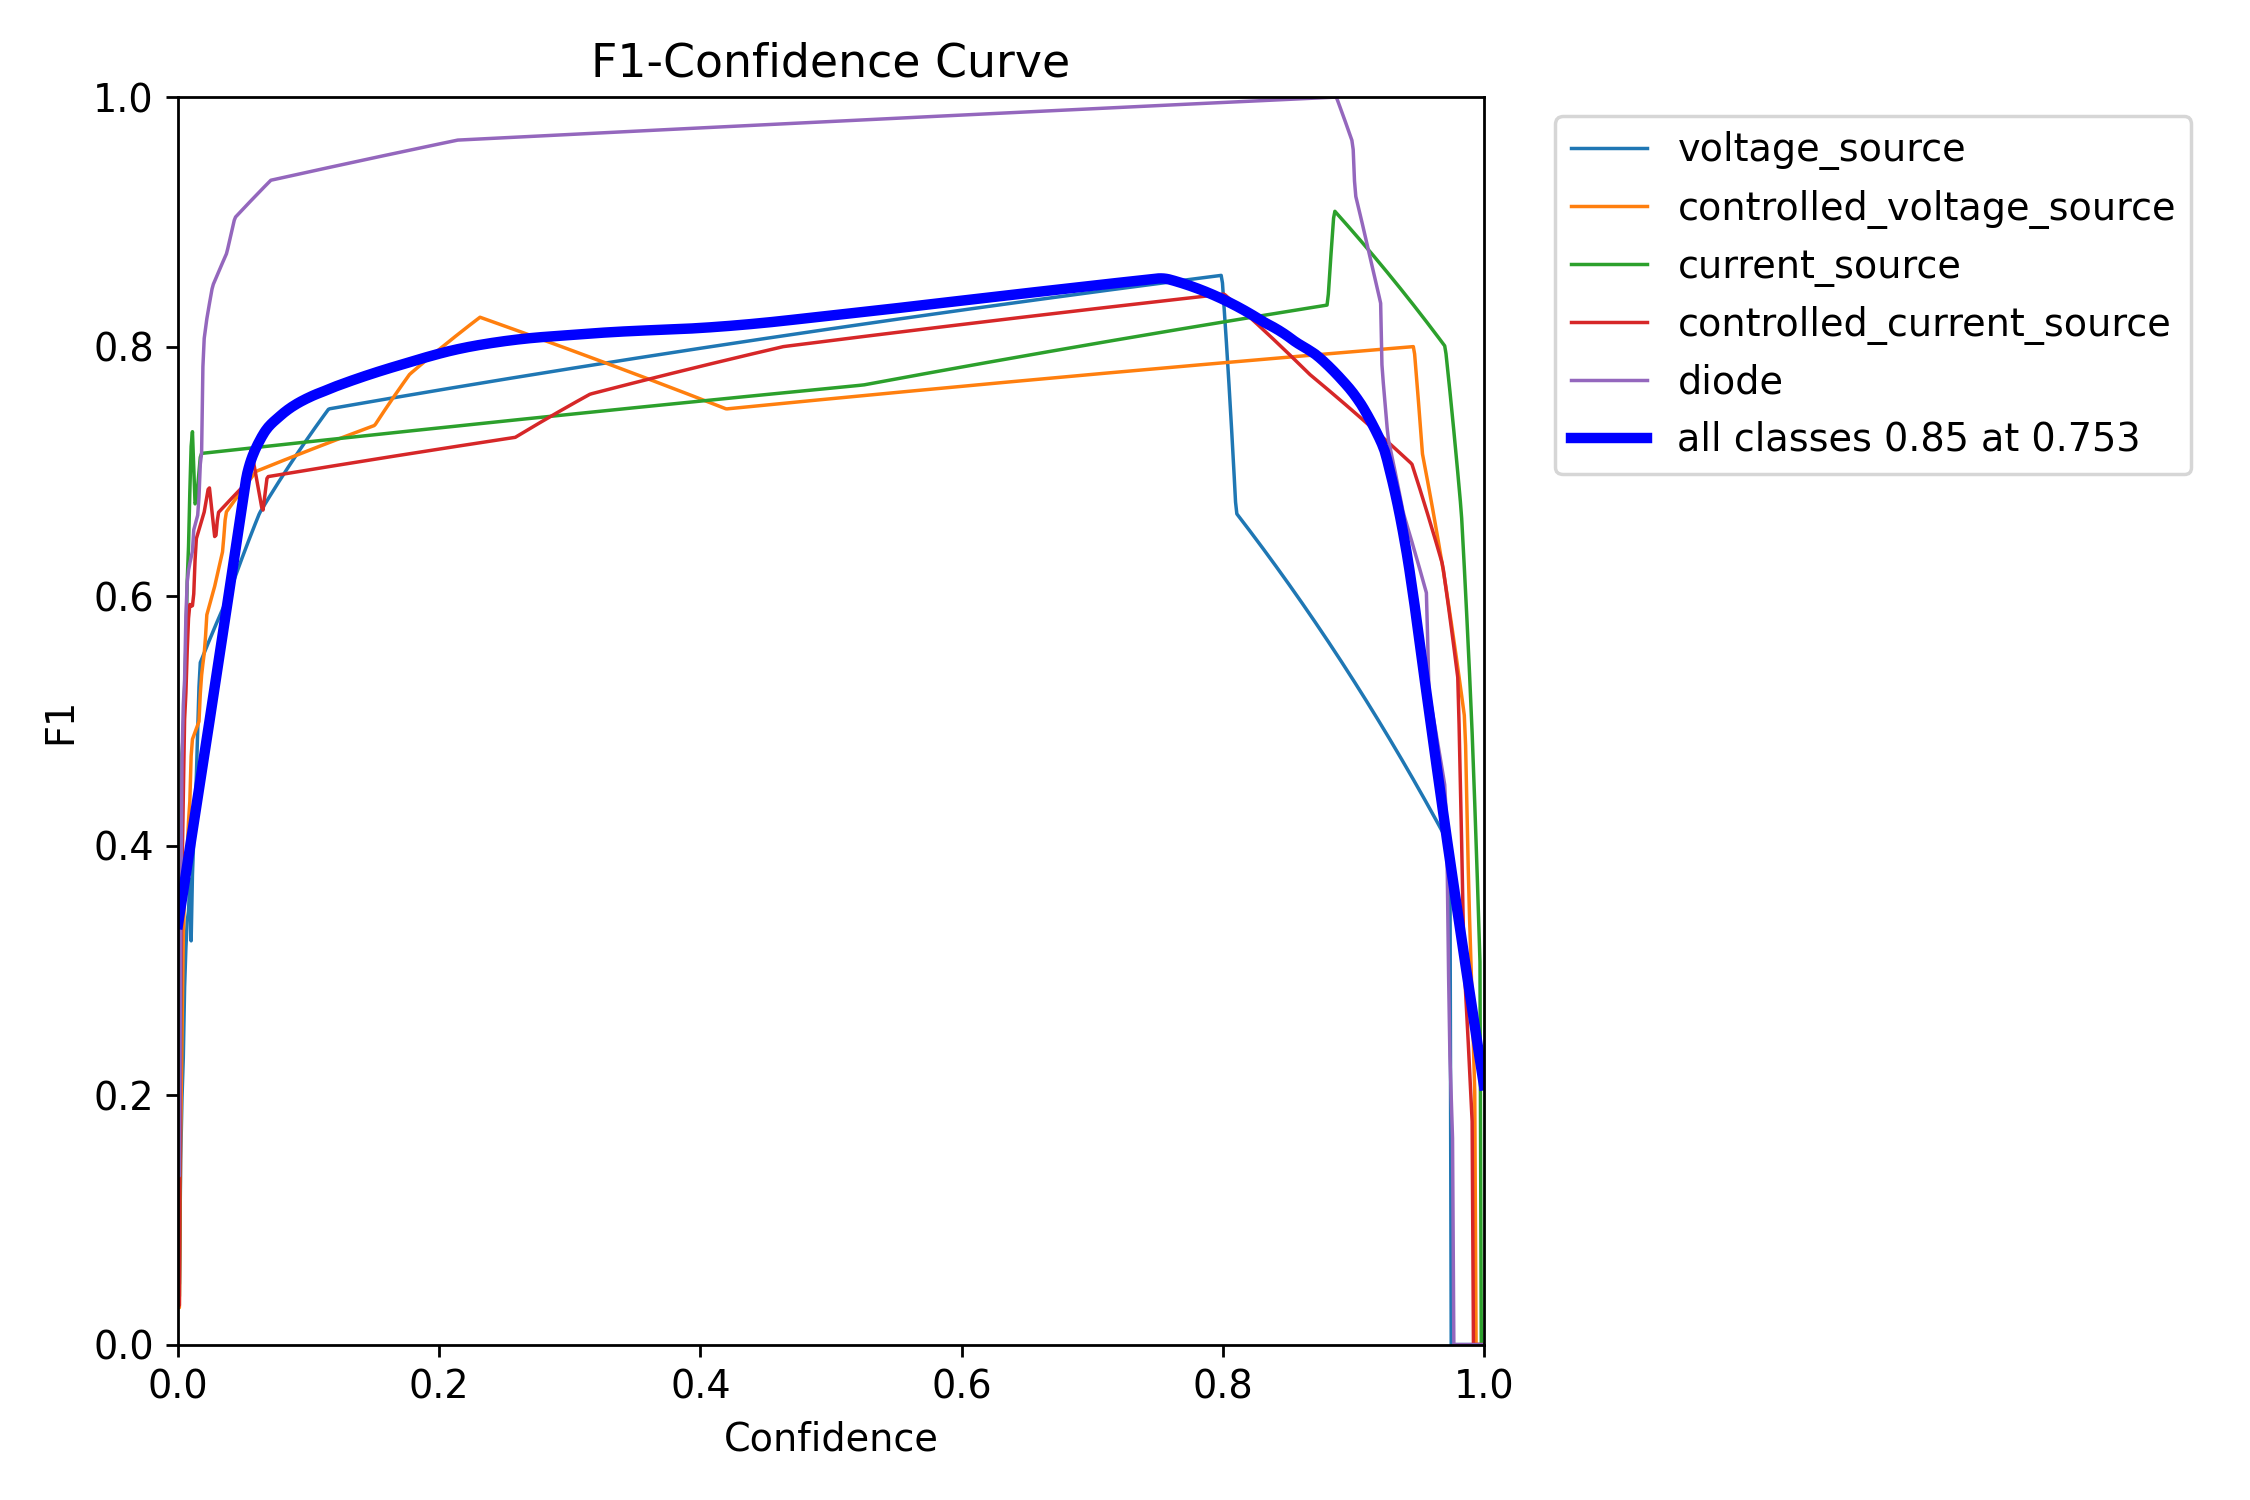 F1-Confidence Curve
1.0
0.8
0.6
0.4
0.2
0.0
F1
0.0 0.2 0.4 0.6 0.8 1.0
Confidence
voltage_source
controlled_voltage_source
current_source
controlled_current_source
diode
all classes 0.85 at 0.753